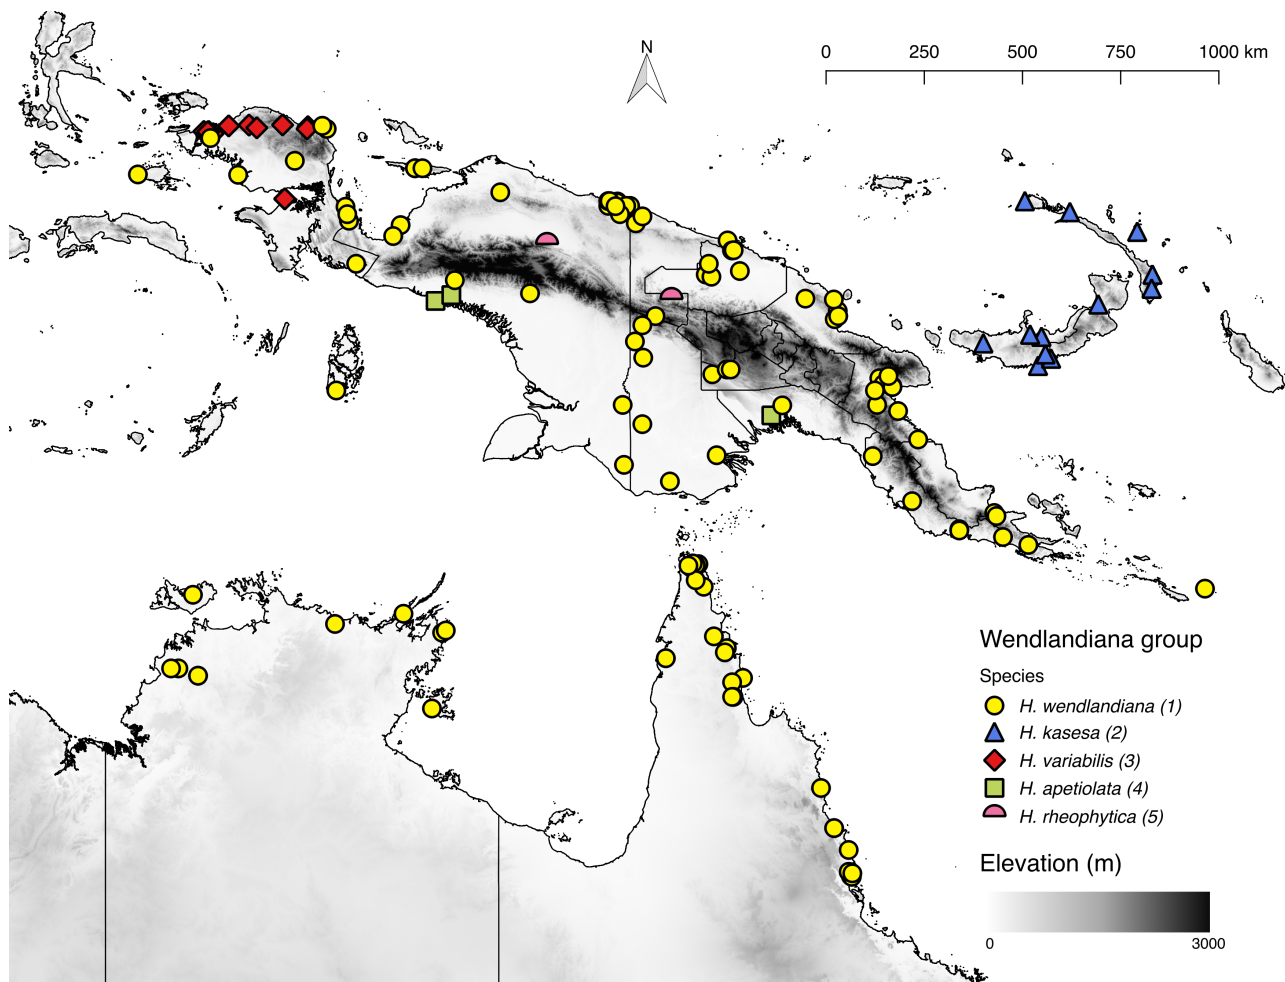 N
0 250 500 750 1000 km
Wendlandiana group
Species
H. wendlandiana (1)
H. kasesa (2)
H. variabilis (3)
H. apetiolata (4)
H. rheophytica (5)
Elevation (m)
0 3000